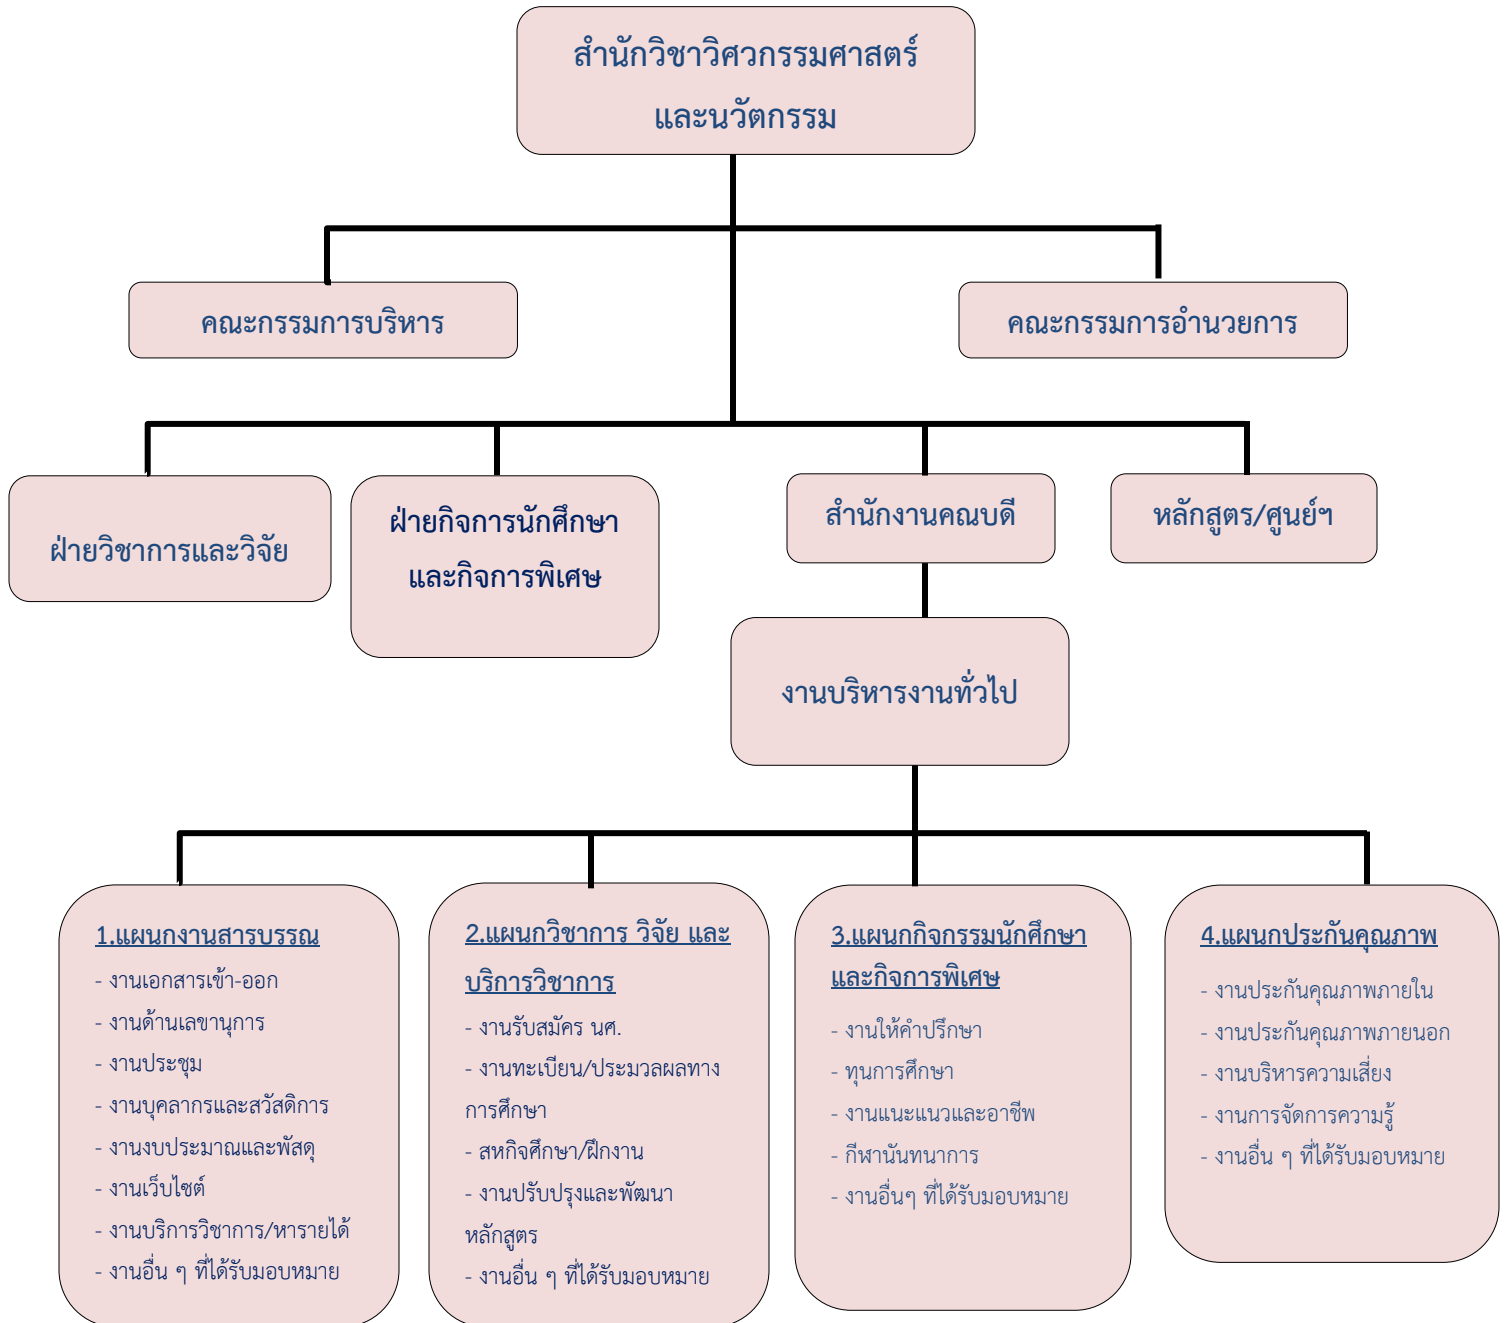 สำนักวิชาวิศวกรรมศาสตร์
และนวัตกรรม
คณะกรรมการบริหาร
คณะกรรมการอำนวยการ
ฝ่ายวิชาการและวิจัย
ฝ่ายกิจการนักศึกษา
และกิจการพิเศษ
สำนักงานคณบดี
หลักสูตร/ศูนย์ฯ
งานบริหารงานทั่วไป
1.แผนกงานสารบรรณ
- งานเอกสารเข้า-ออก
- งานด้านเลขานุการ
- งานประชุม
- งานบุคลากรและสวัสดิการ
- งานงบประมาณและพัสดุ
- งานเว็บไซต์
- งานบริการวิชาการ/หารายได้
- งานอื่น ๆ ที่ได้รับมอบหมาย
2.แผนกวิชาการ วิจัย และ
บริการวิชาการ
- งานรับสมัคร นศ.
- งานทะเบียน/ประมวลผลทาง
การศึกษา
- สหกิจศึกษา/ฝึกงาน
- งานปรับปรุงและพัฒนา
หลักสูตร
- งานอื่น ๆ ที่ได้รับมอบหมาย
3.แผนกกิจกรรมนักศึกษา
และกิจการพิเศษ
- งานให้คำปรึกษา
- ทุนการศึกษา
- งานแนะแนวและอาชีพ
- กีฬานันทนาการ
- งานอื่นๆ ที่ได้รับมอบหมาย
4.แผนกประกันคุณภาพ
- งานประกันคุณภาพภายใน
- งานประกันคุณภาพภายนอก
- งานบริหารความเสี่ยง
- งานการจัดการความรู้
- งานอื่น ๆ ที่ได้รับมอบหมาย